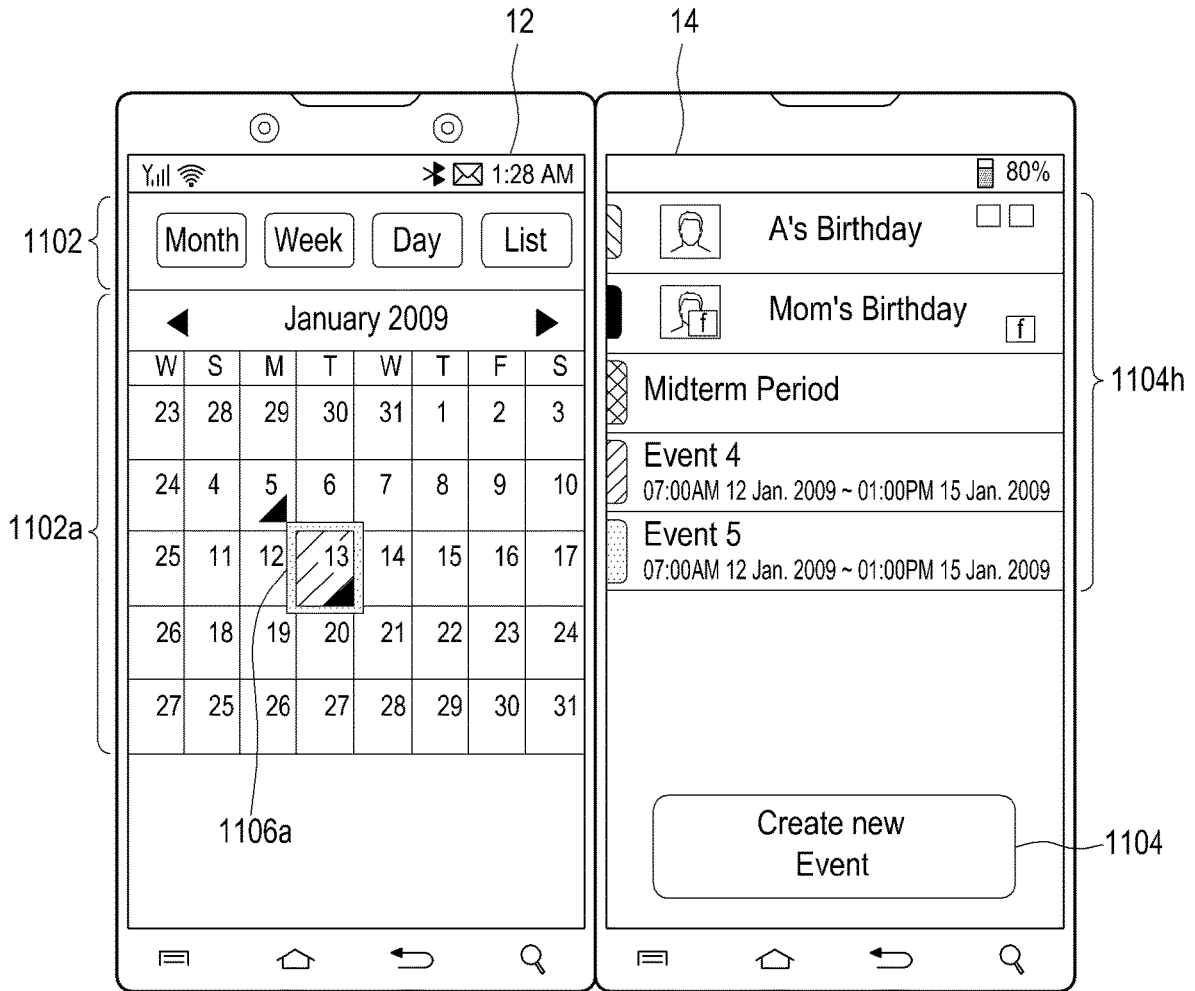 12
14
1:28 AM
80%
1102
Month Week Day List
A's Birthday
1102a
January 2009
f
Mom's Birthday
f
1104h
W S M T W T F S
23 28 29 30 31 1 2 3
24 4 5 6 7 8 9 10
25 11 12 13 14 15 16 17
26 18 19 20 21 22 23 24
27 25 26 27 28 29 30 31
Midterm Period
Event 4
07:00AM 12 Jan. 2009 ~ 01:00PM 15 Jan. 2009
Event 5
07:00AM 12 Jan. 2009 ~ 01:00PM 15 Jan. 2009
1106a
Create new
Event
1104